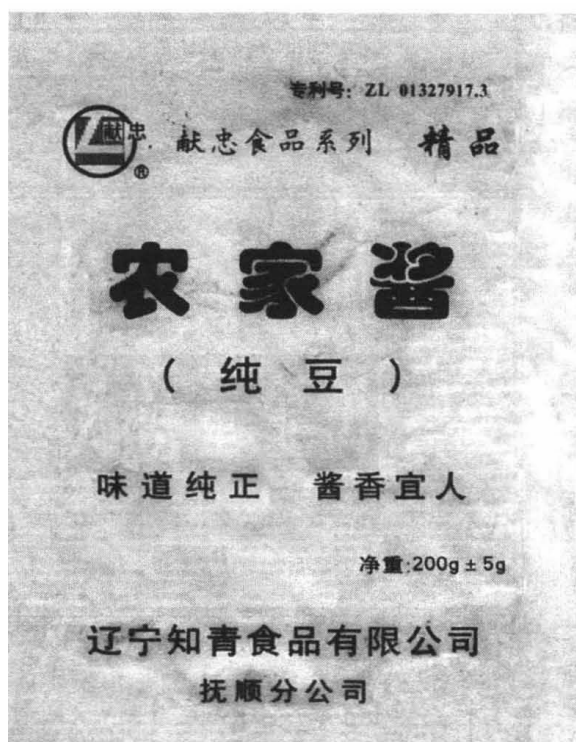 专利号: ZL 01327917.3
献忠
®
献忠食品系列 精品
农家酱
(纯豆)
味道纯正 酱香宜人
净重:200g±5g
辽宁知青食品有限公司
抚顺分公司